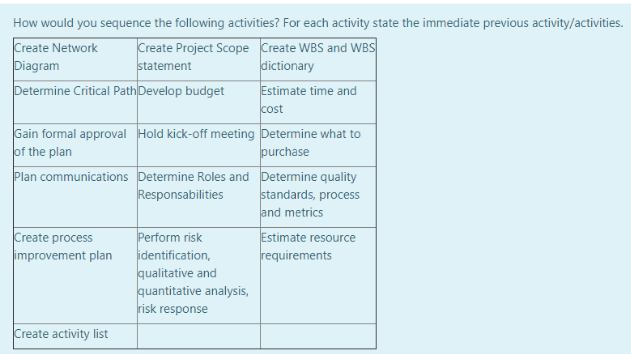 How would you sequence the following activities? For each activity state the immediate previous activity/activities.
Create Network Diagram
Create Project Scope statement
Create WBS and WBS dictionary
Determine Critical Path
Develop budget
Estimate time and cost
Gain formal approval of the plan
Hold kick-off meeting
Determine what to purchase
Plan communications
Determine Roles and Responsabilities
Determine quality standards, process and metrics
Create process improvement plan
Perform risk identification, qualitative and quantitative analysis, risk response
Estimate resource requirements
Create activity list